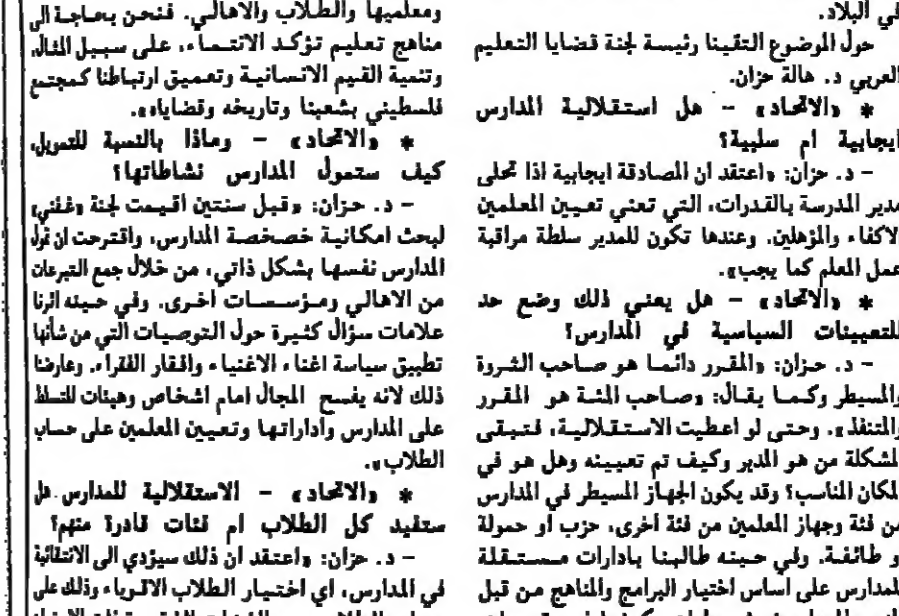 في البلاد.
حول الموضوع التقينا رئيسة لجنة قضايا التعليم
العربي د. هالة حزان.
* «الاتحاد» - هل استقلالية المدارس
ايجابية ام سلبية؟
- د. حزان: «اعتقد ان المصادقة ايجابية اذا تحلى
مدير المدرسة بالقدرات، التي تعني تعيين المعلمين
الاكفاء والمؤهلين. وعندها تكون للمدير سلطة مراقبة
عمل المعلم كما يجب».
* «الاتحاد» - هل يعني ذلك وضع حد
للتعيينات السياسية في المدارس؟
- د. حزان: «المقرر دائما هو صاحب الثروة
والمسيطر وكما يقال: «صاحب المئة هو المقرر
والمتنفذ». وحتى لو اعطيت الاستقلالية، فتبقى
المشكلة من هو المدير وكيف تم تعيينه وهل هو في
المكان المناسب؟ وقد يكون الجهاز المسيطر في المدارس
من فئة وجهاز المعلمين من فئة اخرى، حزب او حمولة
و طائفة. وفي حينه طالبنا بادارات مستقلة
للمدارس على اساس اختيار البرامج والمناهج من قبل
ومعلميها والطلاب والاهالي. فنحن بحاجة الى
مناهج تعليم تؤكد الانتماء، على سبيل المثال،
وتنمية القيم الانسانية وتعميق ارتباطنا كمجتمع
فلسطيني بشعبنا وتاريخه وقضاياه».
* «الاتحاد» - وماذا بالنسبة للتمويل،
كيف ستمول المدارس نشاطاتها؟
- د. حزان: «قبل سنتين اقيمت لجنة «غفني»
لبحث امكانية خصخصة المدارس، واقترحت ان تمول
المدارس نفسها بشكل ذاتي، من خلال جمع التبرعات
من الاهالي ومؤسسات اخرى. وفي حينه اثرنا
علامات سؤال كثيرة حول التوصيات التي من شأنها
تطبيق سياسة اغناء الاغنياء وافقار الفقراء. وعارضنا
ذلك لانه يفسح المجال امام اشخاص وهيئات للتسلط
على المدارس واداراتها وتعيين المعلمين على حساب
الطلاب».
* «الاتحاد» - الاستقلالية للمدارس هل
ستفيد كل الطلاب ام فئات قادرة منهم؟
- د. حزان: «اعتقد ان ذلك سيؤدي الى الانتقائية
في المدارس، اي اختيار الطلاب الاقوياء وذلك على